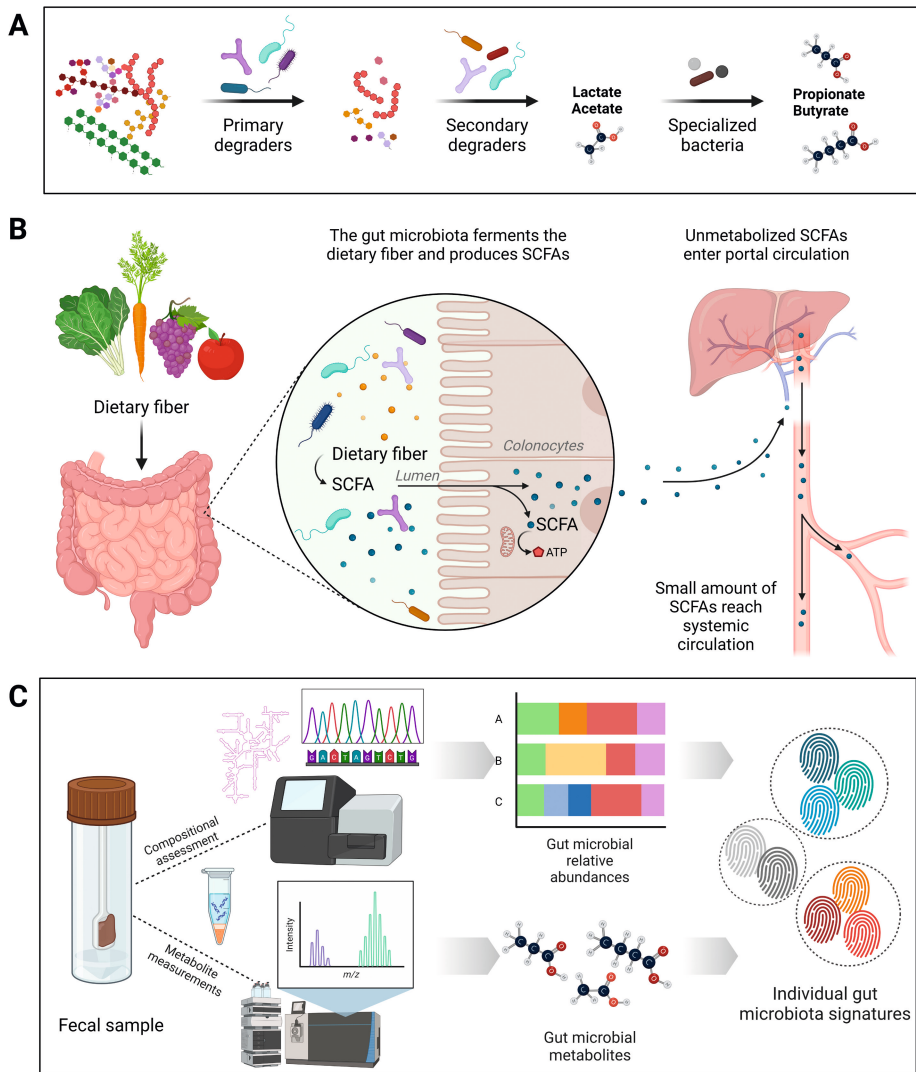 A
Primary
degraders
Secondary
degraders
Lactate
Acetate
Specialized
bacteria
Propionate
Butyrate
B
The gut microbiota ferments the
dietary fiber and produces SCFAs
Unmetabolized SCFAs
enter portal circulation
Dietary fiber
Dietary fiber
SCFA
Lumen
Colonocytes
SCFA
ATP
Small amount of
SCFAs reach
systemic
circulation
C
Fecal sample
Compositional
assessment
Metabolite
measurements
G A C T A G T C T G
Intensity
m/z
A
B
C
Gut microbial
relative
abundances
Gut microbial
metabolites
Individual gut
microbiota signatures